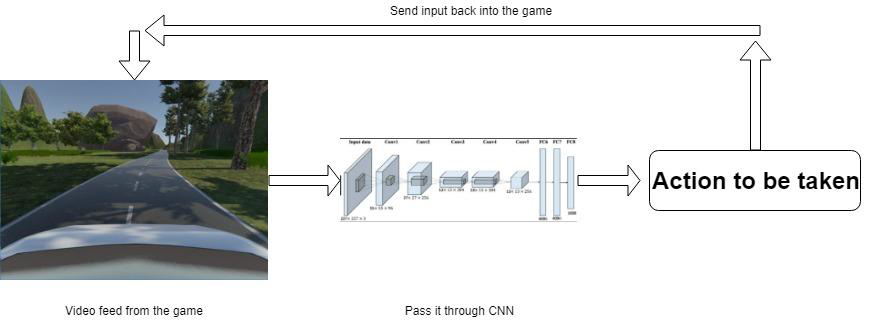 Send input back into the game
Input data Conv1 Conv2 Conv3 Conv4 Conv5 FC6 FC7 FC8
Action to be taken
Video feed from the game
Pass it through CNN